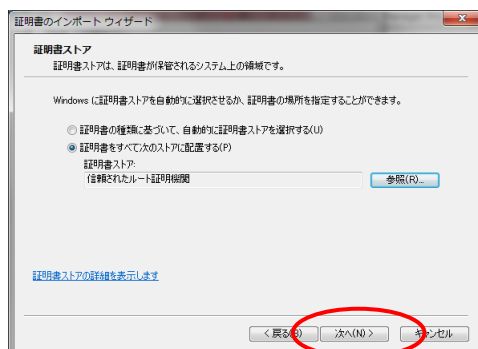 証明書のインポート ウィザード
証明書ストア
証明書ストアは、証明書が保管されるシステム上の領域です。
Windows に証明書ストアを自動的に選択させるか、証明書の場所を指定することができます。
証明書の種類に基づいて、自動的に証明書ストアを選択する(U)
証明書をすべて次のストアに配置する(P)
証明書ストア:
信頼されたルート証明機関 参照(R)...
証明書ストアの詳細を表示します
< 戻る(B) 次へ(N) > キャンセル